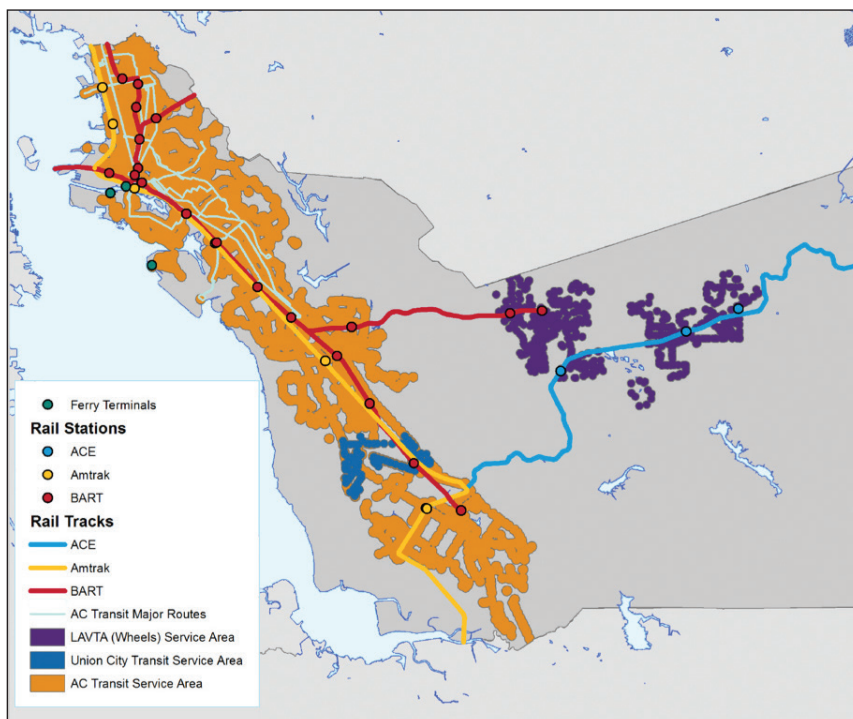 Ferry Terminals
Rail Stations
ACE
Amtrak
BART
Rail Tracks
ACE
Amtrak
BART
AC Transit Major Routes
LAVTA (Wheels) Service Area
Union City Transit Service Area
AC Transit Service Area